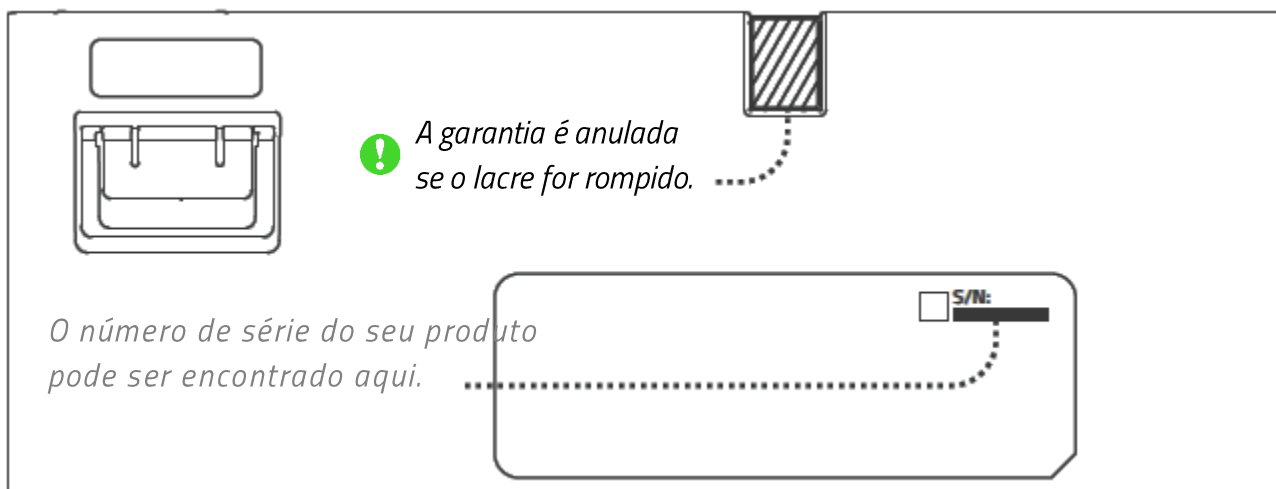 A garantia é anulada
se o lacre for rompido.
S/N:
O número de série do seu produto
pode ser encontrado aqui.